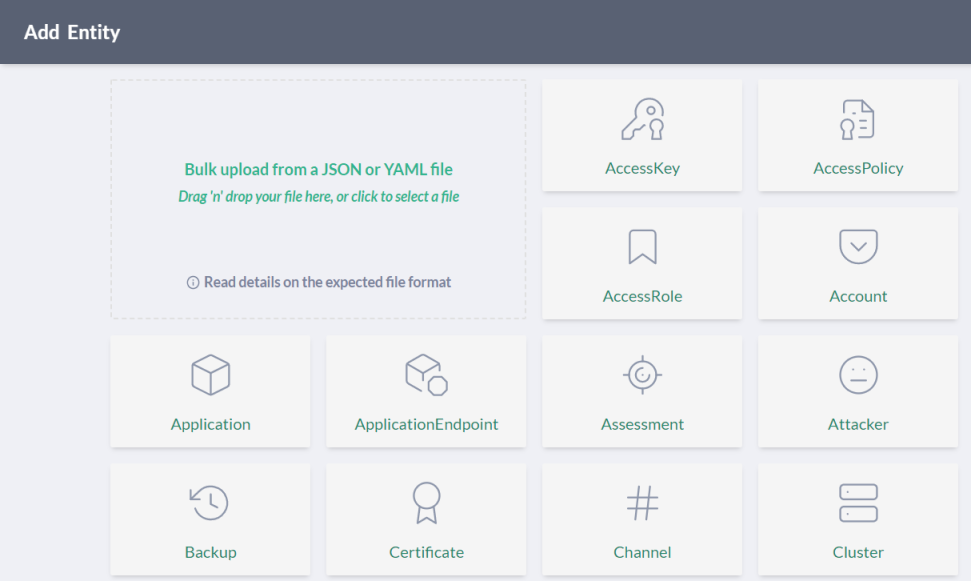 Add Entity
Bulk upload from a JSON or YAML file
Drag 'n' drop your file here, or click to select a file
Read details on the expected file format
AccessKey
AccessPolicy
AccessRole
Account
Application
ApplicationEndpoint
Assessment
Attacker
Backup
Certificate
Channel
Cluster